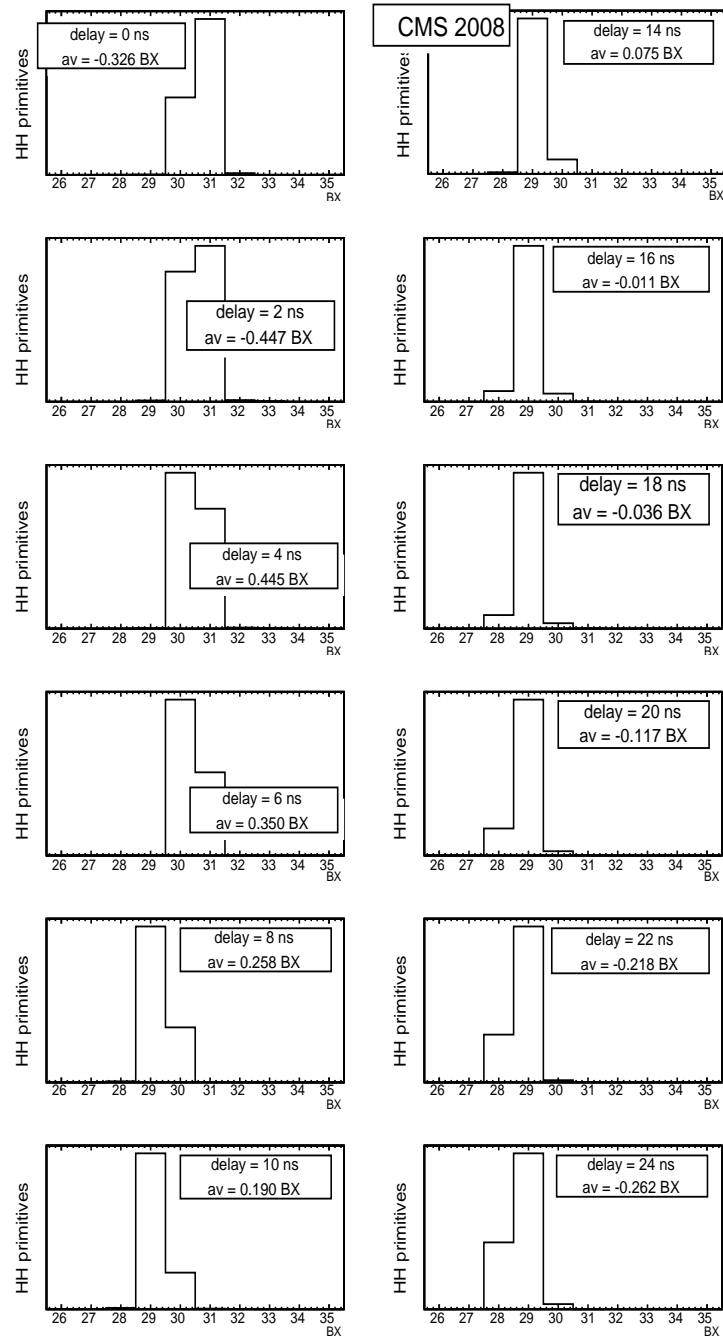 HH primitives
delay = 0 ns
av = -0.326 BX
26 27 28 29 30 31 32 33 34 35
BX
CMS 2008
HH primitives
delay = 14 ns
av = 0.075 BX
26 27 28 29 30 31 32 33 34 35
BX
HH primitives
delay = 2 ns
av = -0.447 BX
26 27 28 29 30 31 32 33 34 35
BX
HH primitives
delay = 16 ns
av = -0.011 BX
26 27 28 29 30 31 32 33 34 35
BX
HH primitives
delay = 4 ns
av = 0.445 BX
26 27 28 29 30 31 32 33 34 35
BX
HH primitives
delay = 18 ns
av = -0.036 BX
26 27 28 29 30 31 32 33 34 35
BX
HH primitives
delay = 6 ns
av = 0.350 BX
26 27 28 29 30 31 32 33 34 35
BX
HH primitives
delay = 20 ns
av = -0.117 BX
26 27 28 29 30 31 32 33 34 35
BX
HH primitives
delay = 8 ns
av = 0.258 BX
26 27 28 29 30 31 32 33 34 35
BX
HH primitives
delay = 22 ns
av = -0.218 BX
26 27 28 29 30 31 32 33 34 35
BX
HH primitives
delay = 10 ns
av = 0.190 BX
26 27 28 29 30 31 32 33 34 35
BX
HH primitives
delay = 24 ns
av = -0.262 BX
26 27 28 29 30 31 32 33 34 35
BX